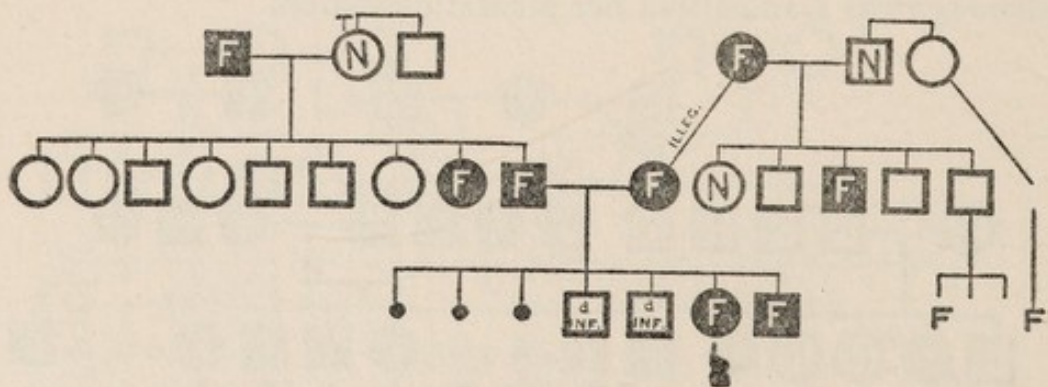 T
F N F N
ILLEG.
F F F N F
d d F F
INF. INF. F F